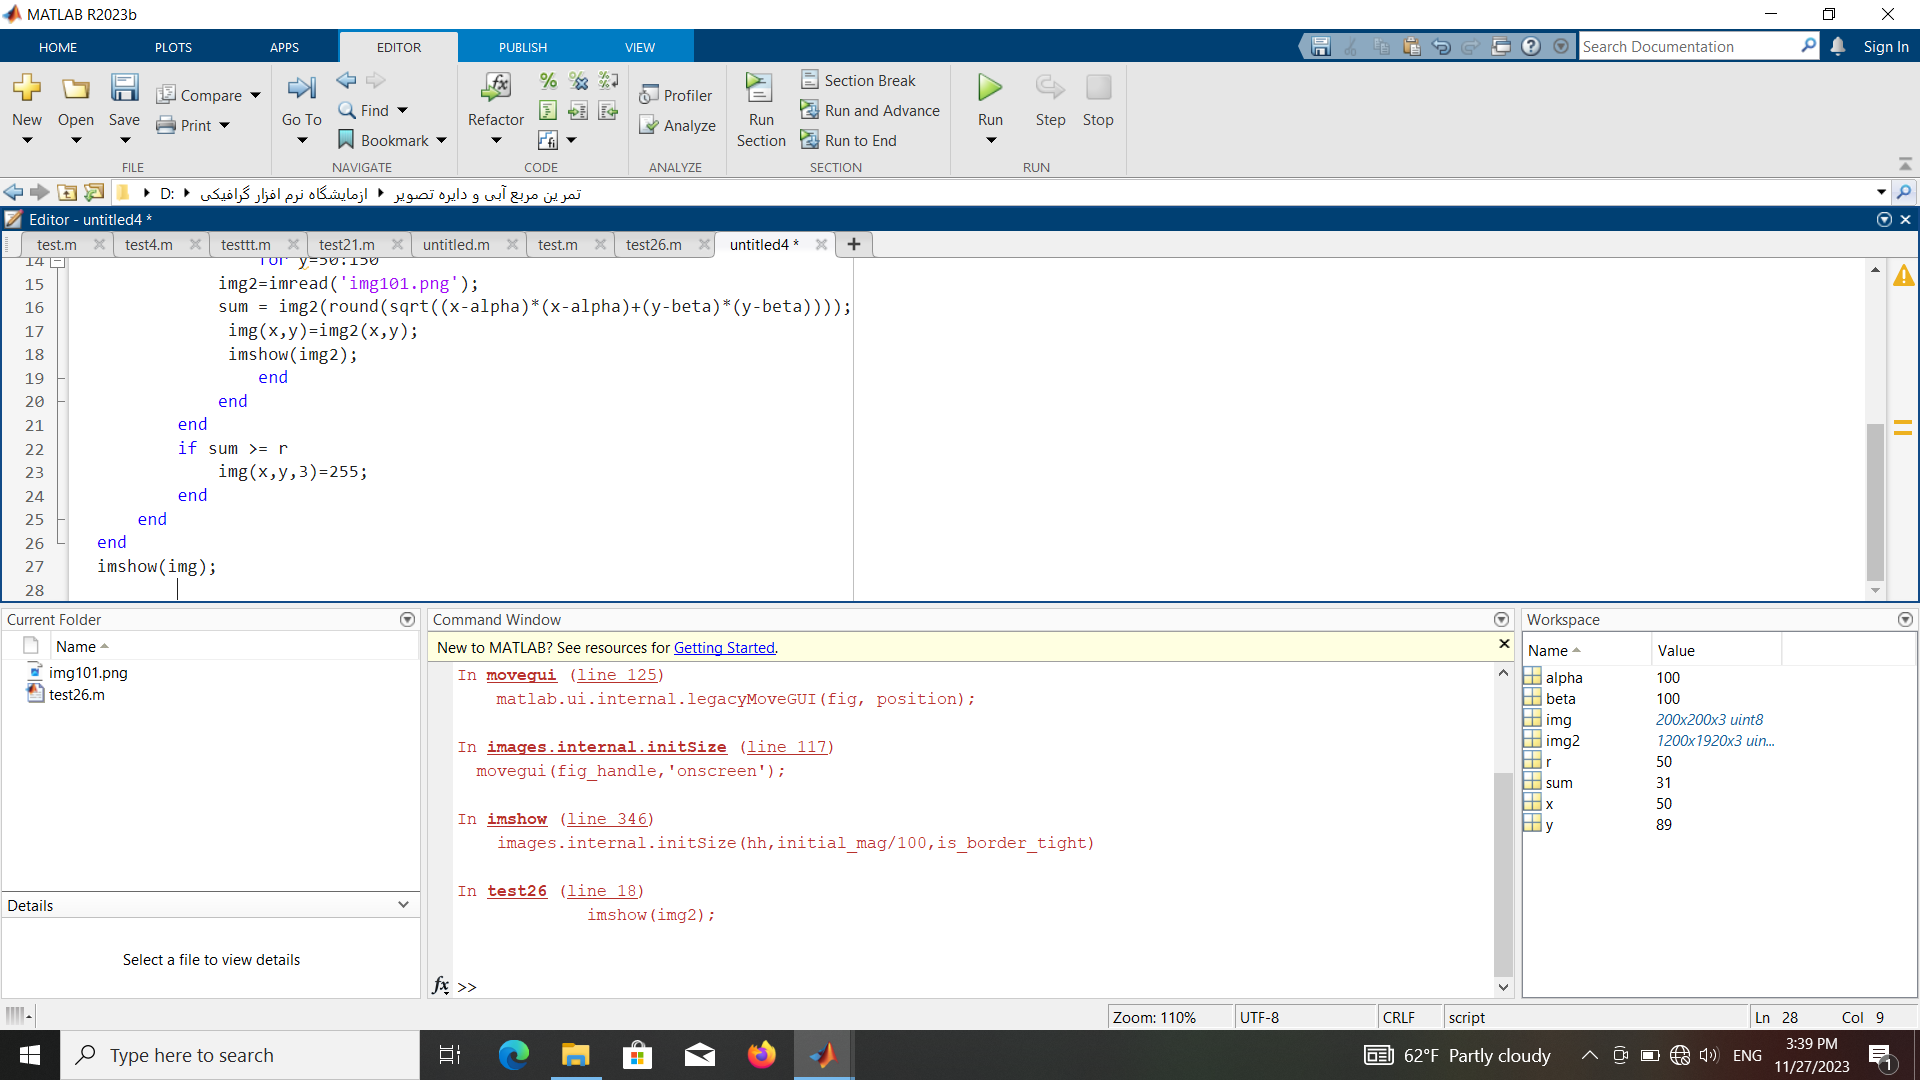 MATLAB R2023b
HOME PLOTS APPS EDITOR PUBLISH VIEW Search Documentation Sign In
New Open Save Compare Print FILE
Go To Find Bookmark NAVIGATE
Refactor CODE
Profiler Analyze ANALYZE
Run Section Section Break Run and Advance Run to End SECTION
Run Step Stop RUN
D: ازمایشگاه نرم افزار گرافیکی تمرین مربع آبی و دایره تصویر
Editor - untitled4 *
test.m test4.m testtt.m test21.m untitled.m test.m test26.m untitled4 *
14 for y=50:150
15 img2=imread('img101.png');
16 sum = img2(round(sqrt((x-alpha)*(x-alpha)+(y-beta)*(y-beta))));
17 img(x,y)=img2(x,y);
18 imshow(img2);
19 end
20 end
21 end
22 if sum >= r
23 img(x,y,3)=255;
24 end
25 end
26 end
27 imshow(img);
28
Current Folder
Name
img101.png
test26.m
Details
Select a file to view details
Command Window
New to MATLAB? See resources for Getting Started.
In movegui (line 125)
matlab.ui.internal.legacyMoveGUI(fig, position);
In images.internal.initSize (line 117)
movegui(fig_handle,'onscreen');
In imshow (line 346)
images.internal.initSize(hh,initial_mag/100,is_border_tight)
In test26 (line 18)
imshow(img2);
fx >>
Workspace
Name Value
alpha 100
beta 100
img 200x200x3 uint8
img2 1200x1920x3 uin...
r 50
sum 31
x 50
y 89
Zoom: 110% UTF-8 CRLF script Ln 28 Col 9
Type here to search
62°F Partly cloudy ENG 3:39 PM
11/27/2023 1